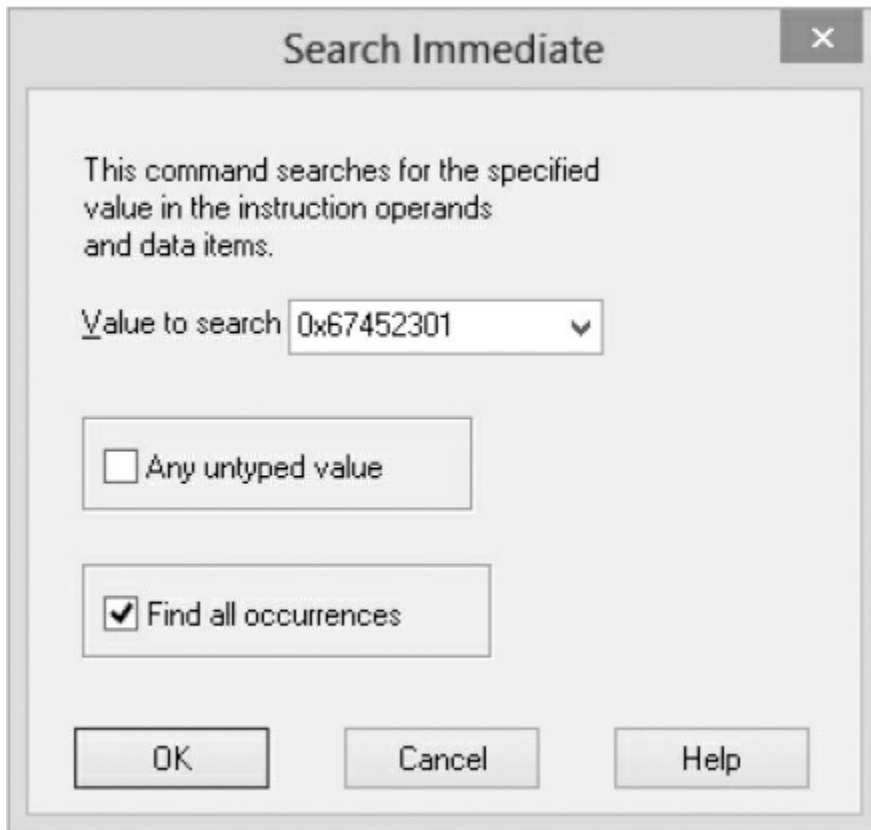 Search Immediate
×
This command searches for the specified
value in the instruction operands
and data items.
Value to search 0x67452301
Any untyped value
Find all occurrences
OK Cancel Help